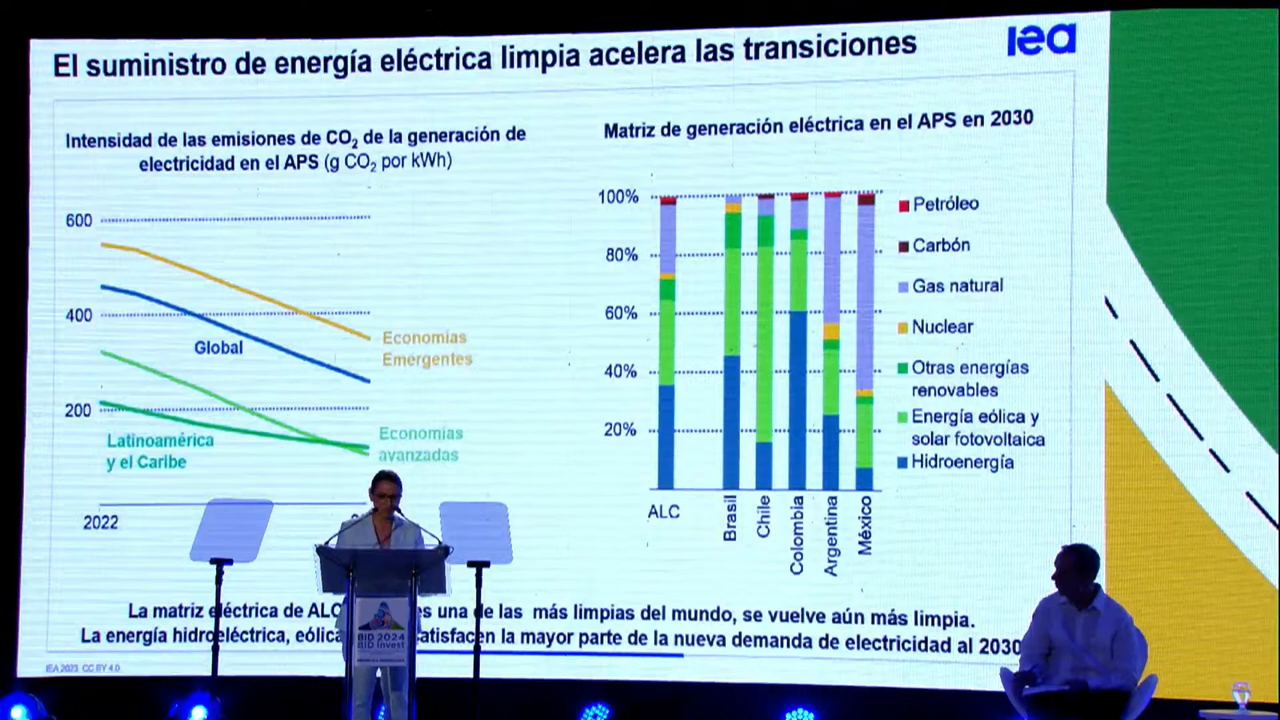 El suministro de energía eléctrica limpia acelera las transiciones
iea
Intensidad de las emisiones de CO₂ de la generación de
electricidad en el APS (g CO₂ por kWh)
600
400
200
Economías
Emergentes
Global
Latinoamérica
y el Caribe
Economías
avanzadas
2022
Matriz de generación eléctrica en el APS en 2030
100%
80%
60%
40%
20%
ALC
Brasil
Chile
Colombia
Argentina
México
Petróleo
Carbón
Gas natural
Nuclear
Otras energías
renovables
Energía eólica y
solar fotovoltaica
Hidroenergía
La matriz eléctrica de ALC es una de las más limpias del mundo, se vuelve aún más limpia.
La energía hidroeléctrica, eólica satisfacen la mayor parte de la nueva demanda de electricidad al 2030
IEA 2023. CC BY 4.0.
BID 2024
BID Invest